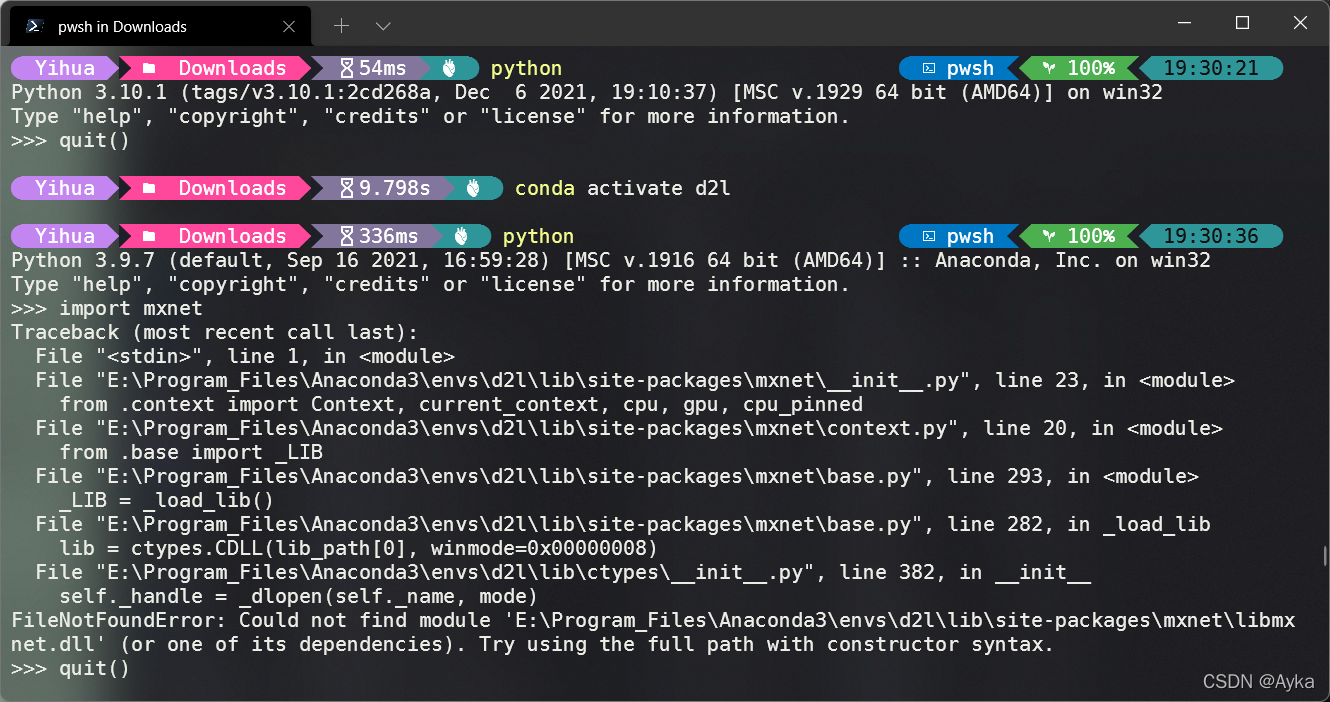 pwsh in Downloads
Yihua Downloads 54ms python pwsh 100% 19:30:21
Python 3.10.1 (tags/v3.10.1:2cd268a, Dec  6 2021, 19:10:37) [MSC v.1929 64 bit (AMD64)] on win32
Type "help", "copyright", "credits" or "license" for more information.
>>> quit()
Yihua Downloads 9.798s conda activate d2l
Yihua Downloads 336ms python pwsh 100% 19:30:36
Python 3.9.7 (default, Sep 16 2021, 16:59:28) [MSC v.1916 64 bit (AMD64)] :: Anaconda, Inc. on win32
Type "help", "copyright", "credits" or "license" for more information.
>>> import mxnet
Traceback (most recent call last):
  File "<stdin>", line 1, in <module>
  File "E:\Program_Files\Anaconda3\envs\d2l\lib\site-packages\mxnet\__init__.py", line 23, in <module>
    from .context import Context, current_context, cpu, gpu, cpu_pinned
  File "E:\Program_Files\Anaconda3\envs\d2l\lib\site-packages\mxnet\context.py", line 20, in <module>
    from .base import _LIB
  File "E:\Program_Files\Anaconda3\envs\d2l\lib\site-packages\mxnet\base.py", line 293, in <module>
    _LIB = _load_lib()
  File "E:\Program_Files\Anaconda3\envs\d2l\lib\site-packages\mxnet\base.py", line 282, in _load_lib
    lib = ctypes.CDLL(lib_path[0], winmode=0x00000008)
  File "E:\Program_Files\Anaconda3\envs\d2l\lib\ctypes\__init__.py", line 382, in __init__
    self._handle = _dlopen(self._name, mode)
FileNotFoundError: Could not find module 'E:\Program_Files\Anaconda3\envs\d2l\lib\site-packages\mxnet\libmx
net.dll' (or one of its dependencies). Try using the full path with constructor syntax.
>>> quit()
CSDN @Ayka